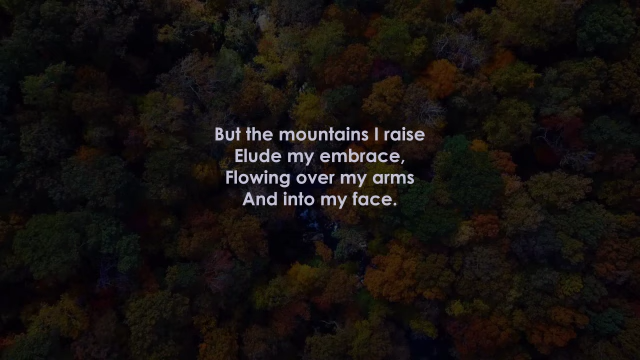 But the mountains I raise
Elude my embrace,
Flowing over my arms
And into my face.